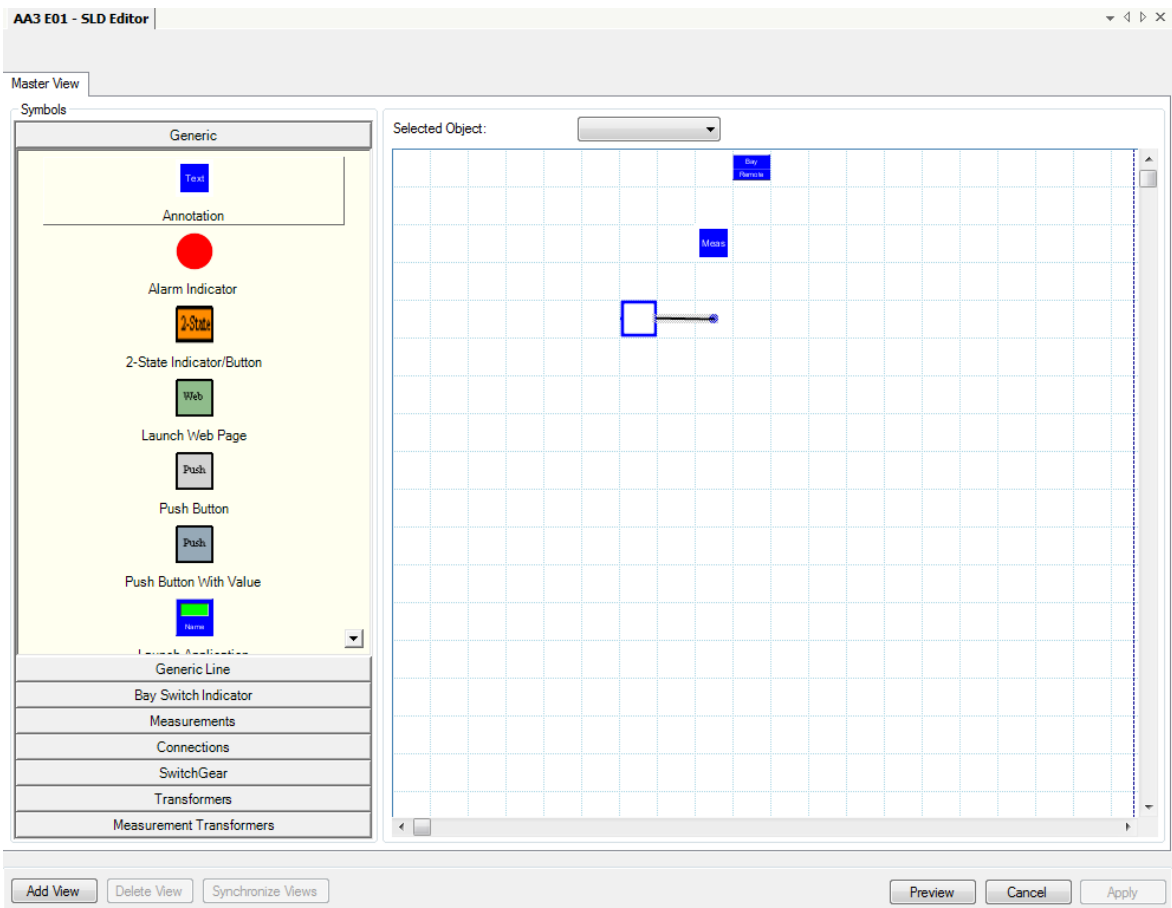 AA3 E01 - SLD Editor
Master View
Symbols
Generic
Text
Annotation
Alarm Indicator
2-State
2-State Indicator/Button
Web
Launch Web Page
Push
Push Button
Push
Push Button With Value
Name
Launch Application
Generic Line
Bay Switch Indicator
Measurements
Connections
SwitchGear
Transformers
Measurement Transformers
Selected Object:
Bay
Remote
Meas
Add View
Delete View
Synchronize Views
Preview
Cancel
Apply